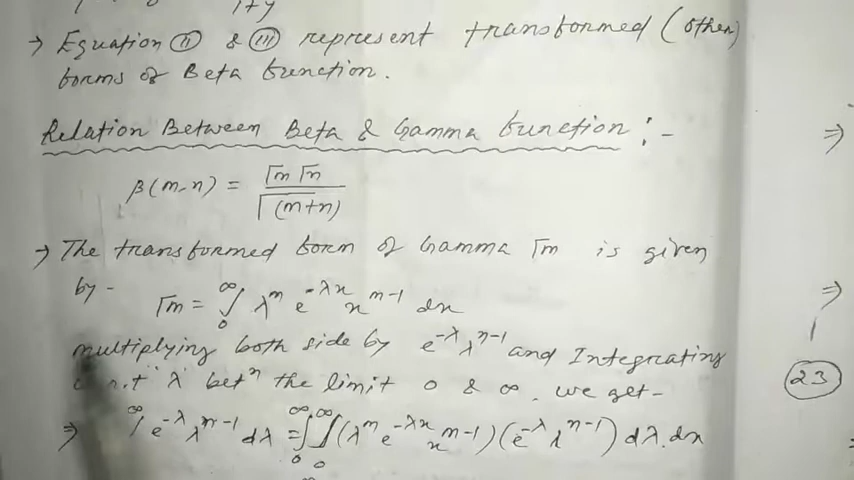 1+y
→ Equation (ii) & (iii) represent transformed (other)
forms of Beta function.
Relation Between Beta & Gamma function :-
β(m,n) = Γm Γn / Γ(m+n)
→ The transformed form of Gamma Γm is given
by-
Γm = ∫₀^∞ λ^m e^{-λx} x^{m-1} dx
multiplying both side by e^{-λ} λ^{n-1} and Integrating
w.r.t 'λ' betⁿ the limit 0 & ∞. we get-
⇒ ∫^∞ e^{-λ} λ^{n-1} dλ = ∫₀^∞ ∫₀^∞ (λ^m e^{-λx} x^{m-1}) (e^{-λ} λ^{n-1}) dλ.dx
⇒
⇒
23